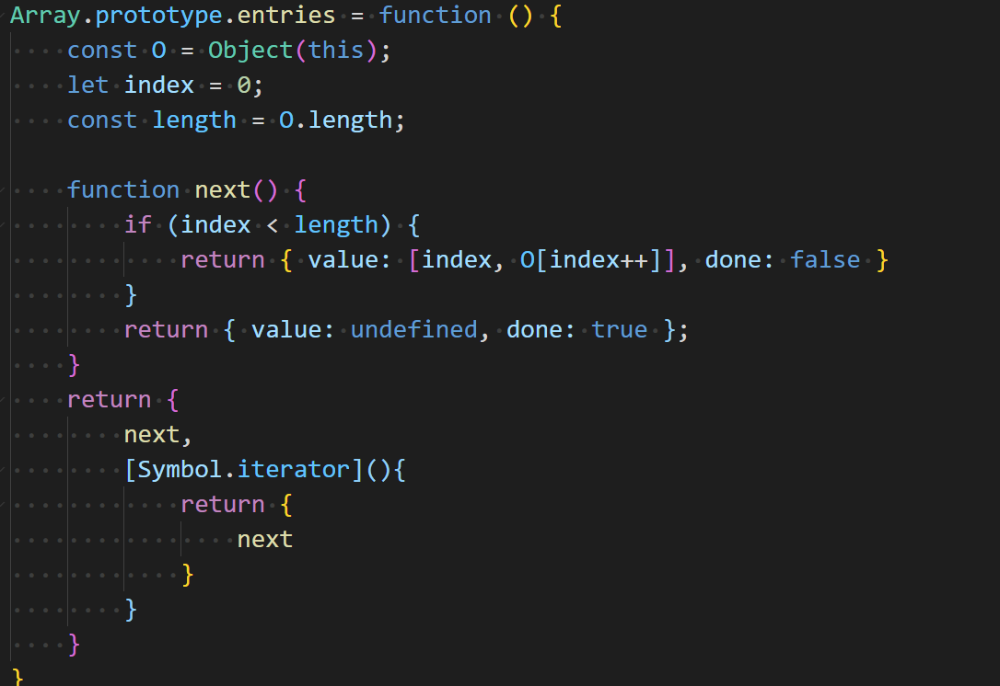 Array.prototype.entries = function () {
    const O = Object(this);
    let index = 0;
    const length = O.length;

    function next() {
        if (index < length) {
            return { value: [index, O[index++]], done: false }
        }
        return { value: undefined, done: true };
    }
    return {
        next,
        [Symbol.iterator](){
            return {
                next
            }
        }
    }
}